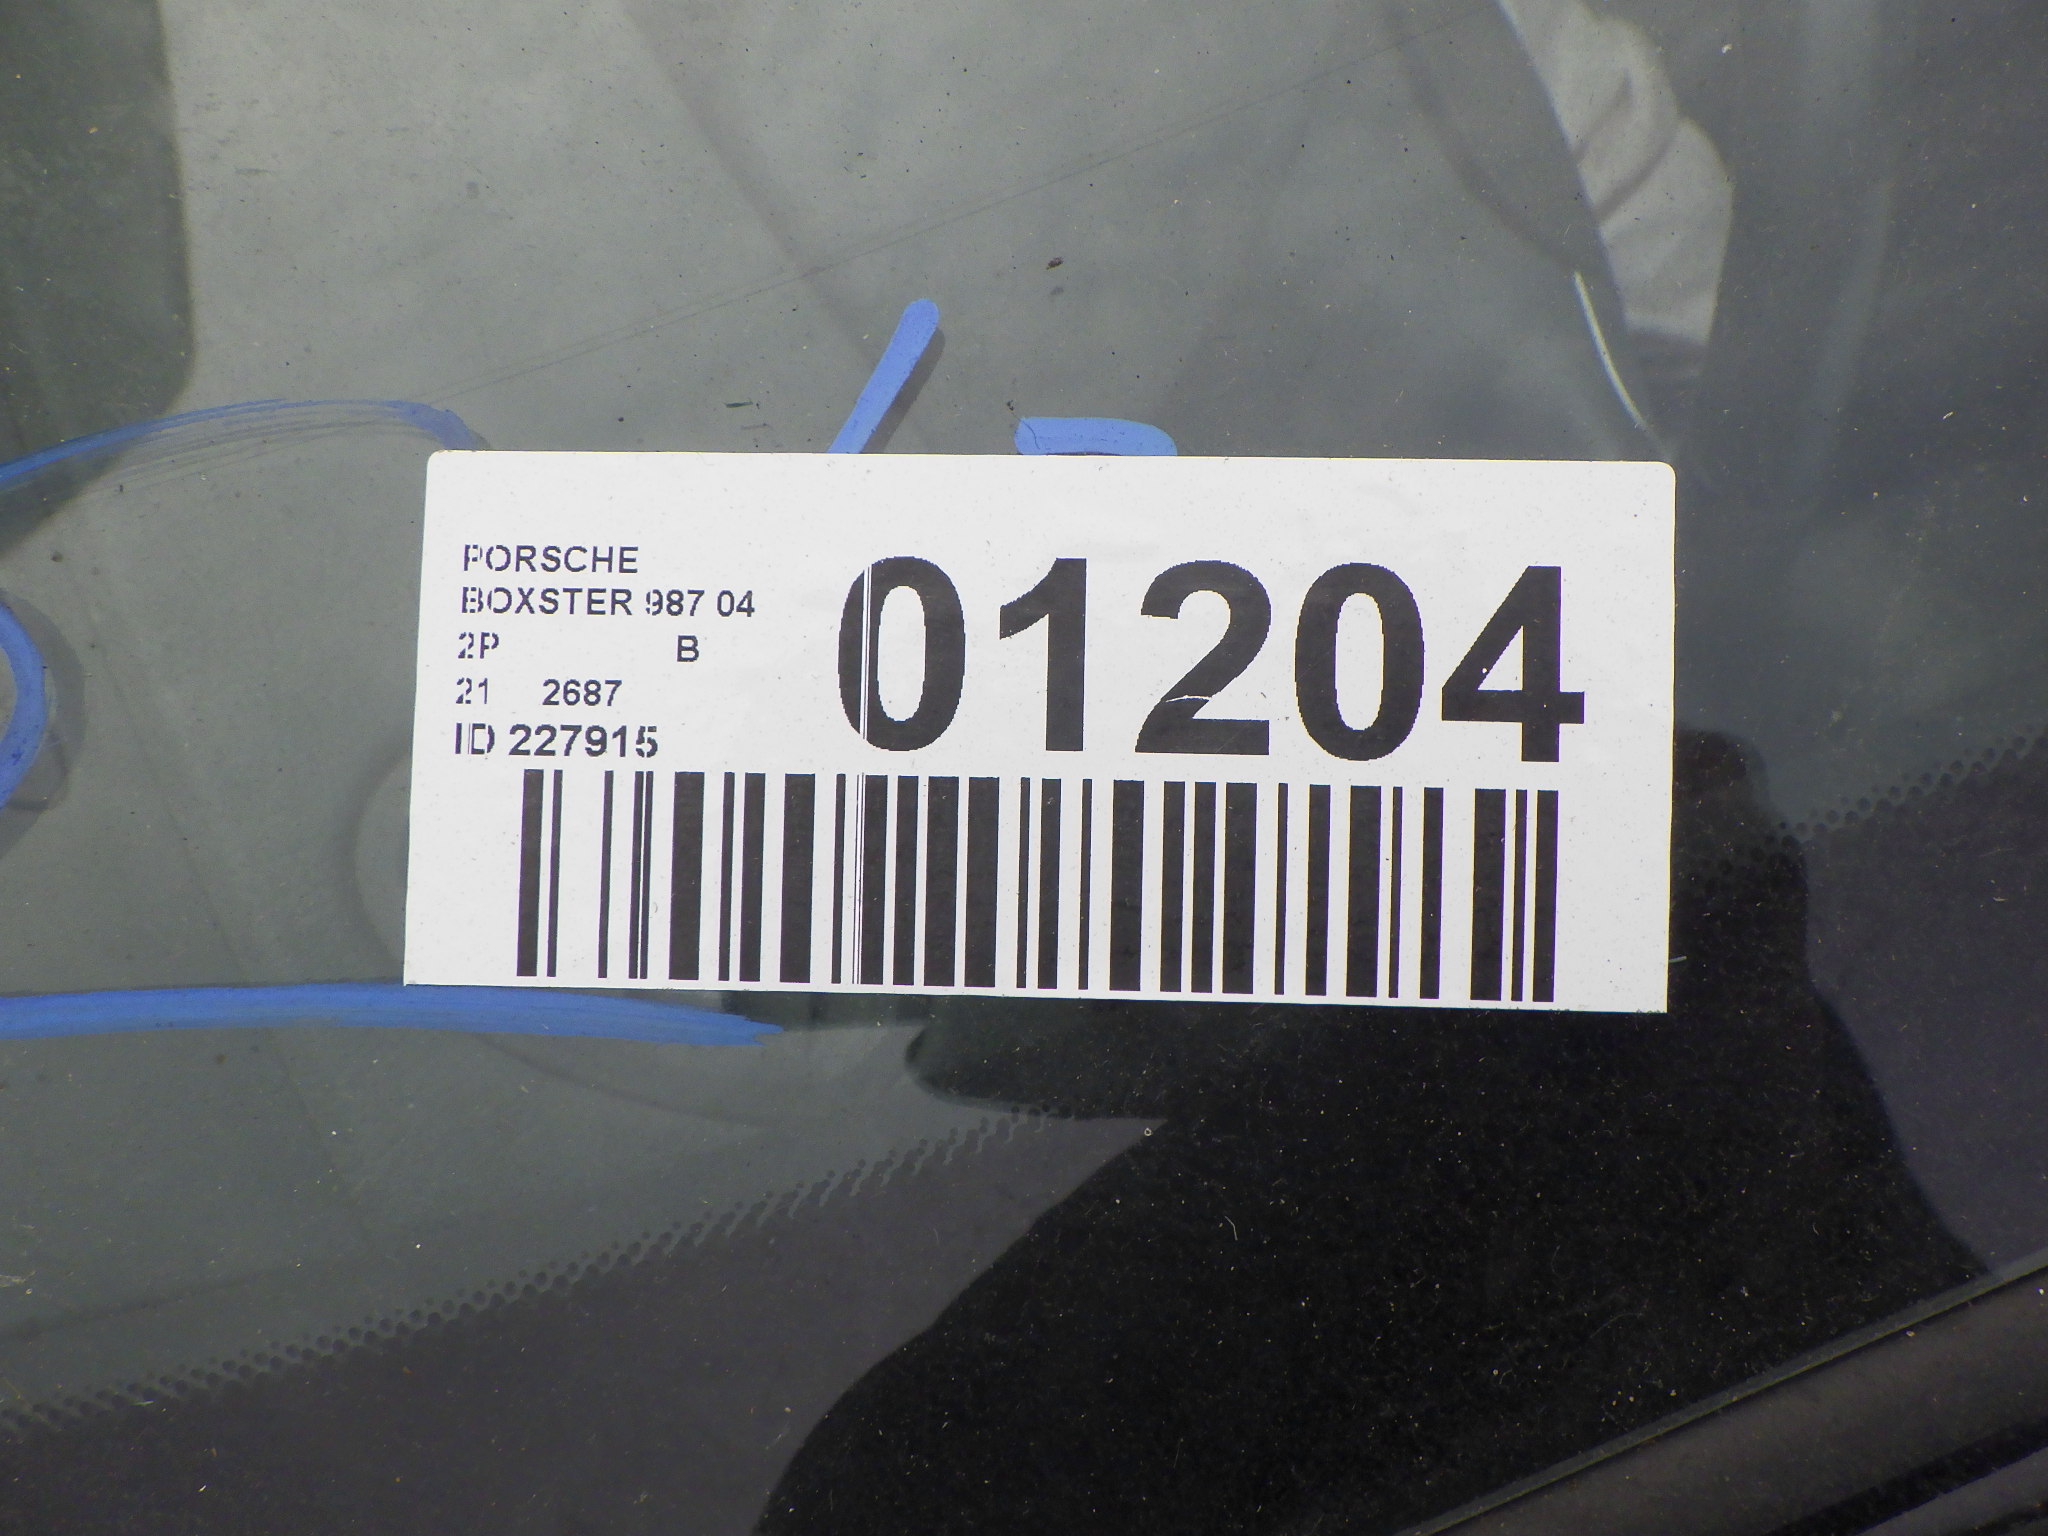 PORSCHE
BOXSTER 987 04
2P B
21 2687
ID 227915
01204